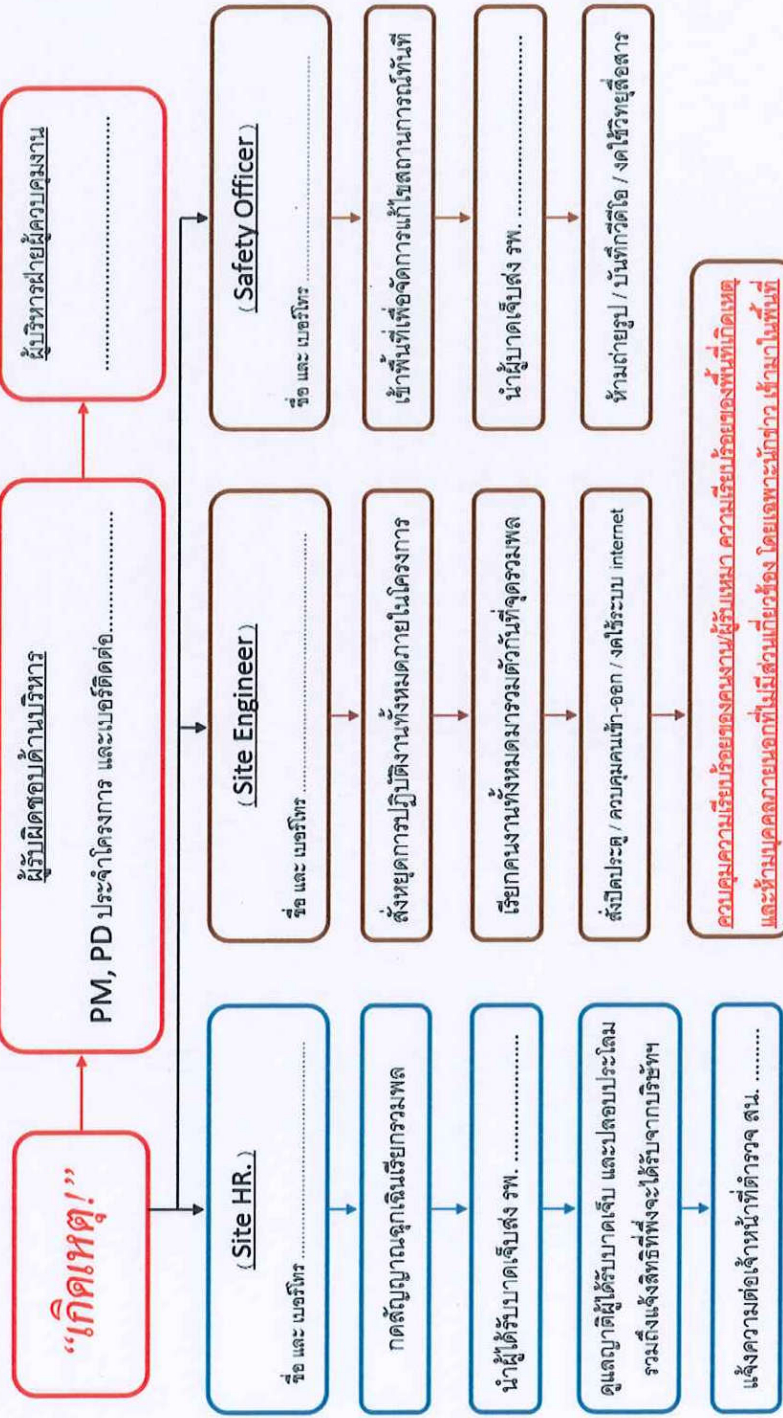 “เกิดเหตุ!”
ผู้รับผิดชอบด้านบริหาร
PM, PD ประจำโครงการ และเบอร์ติดต่อ....................
ผู้บริหารฝ่ายผู้ควบคุมงาน
........................................
(Site HR.)
ชื่อ และ เบอร์โทร ........................................
กดสัญญาณฉุกเฉินเรียกรวมพล
นำผู้ได้รับบาดเจ็บส่ง รพ. ....................
ดูแลญาติผู้ได้รับบาดเจ็บ และปลอบประโลม
รวมถึงแจ้งสิทธิที่พึงจะได้รับจากบริษัทฯ
แจ้งความต่อเจ้าหน้าที่ตำรวจ สน. .........
(Site Engineer)
ชื่อ และ เบอร์โทร ........................................
สั่งหยุดการปฏิบัติงานทั้งหมดภายในโครงการ
เรียกคนงานทั้งหมดมารวมตัวกันที่จุดรวมพล
สั่งปิดประตู / ควบคุมคนเข้า-ออก / งดใช้ระบบ internet
ควบคุมความเรียบร้อยของคนงาน/ผู้รับเหมา ความเรียบร้อยของพื้นที่เกิดเหตุ
และห้ามบุคคลภายนอกที่ไม่มีส่วนเกี่ยวข้อง โดยเฉพาะนักข่าว เข้ามาในพื้นที่
(Safety Officer)
ชื่อ และ เบอร์โทร ........................................
เข้าพื้นที่เพื่อจัดการแก้ไขสถานการณ์ทันที
นำผู้บาดเจ็บส่ง รพ. ....................
ห้ามถ่ายรูป / บันทึกวีดีโอ / งดใช้วิทยุสื่อสาร